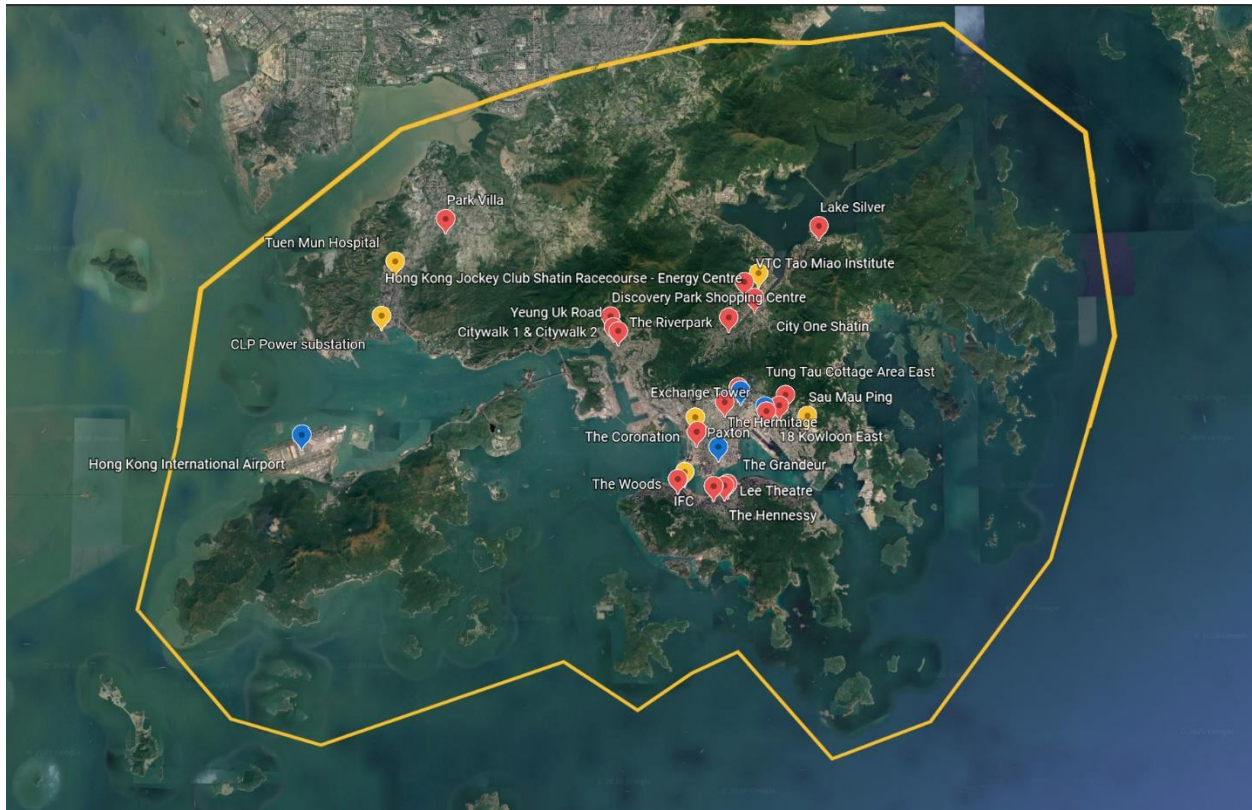 Park Villa
Lake Silver
Tuen Mun Hospital
VTC Tao Miao Institute
Hong Kong Jockey Club Shatin Racecourse - Energy Centre
Discovery Park Shopping Centre
Yeung Uk Road
The Riverpark
City One Shatin
Citywalk 1 & Citywalk 2
CLP Power substation
Tung Tau Cottage Area East
Exchange Tower
Sau Mau Ping
The Hermitage
The Coronation
Paxton
18 Kowloon East
Hong Kong International Airport
The Grandeur
The Woods
Lee Theatre
IFC
The Hennessy